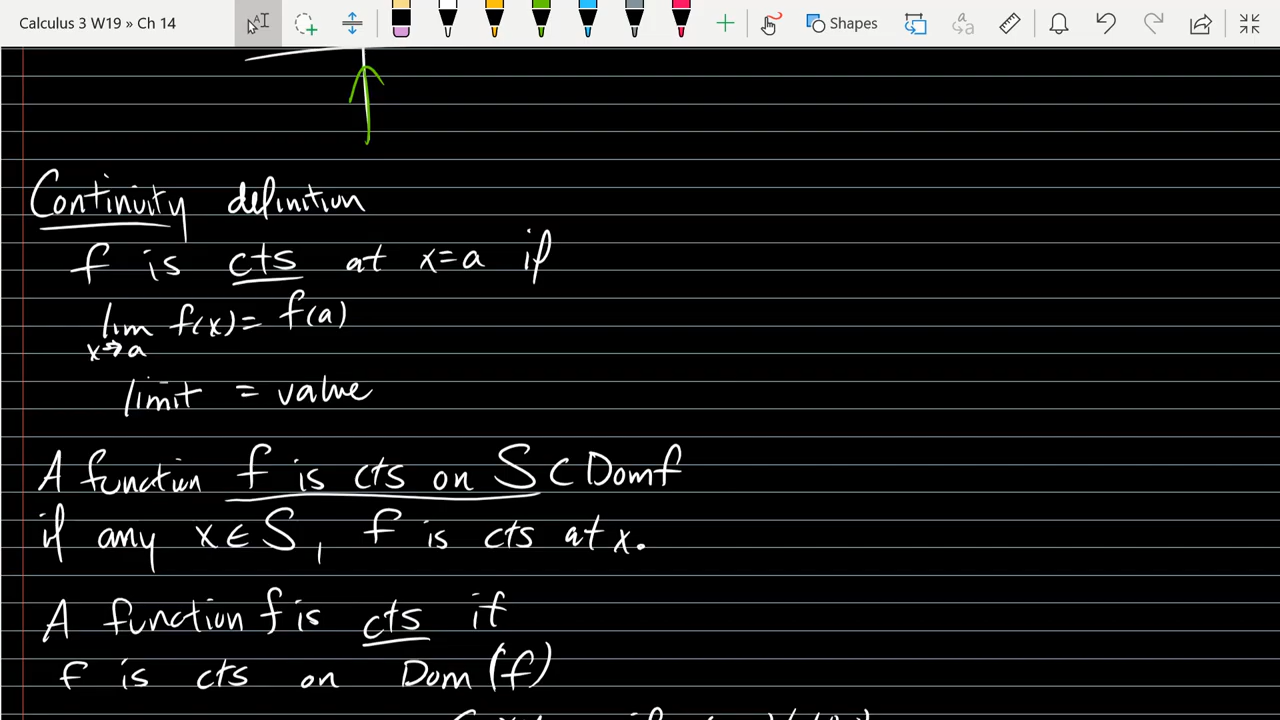 Calculus 3 W19 » Ch 14
Shapes
Continuity definition
f is cts at x=a if
lim f(x) = f(a)
x→a
limit = value
A function f is cts on S ⊂ Dom f
if any x ∈ S, f is cts at x.
A function f is cts if
f is cts on Dom (f)